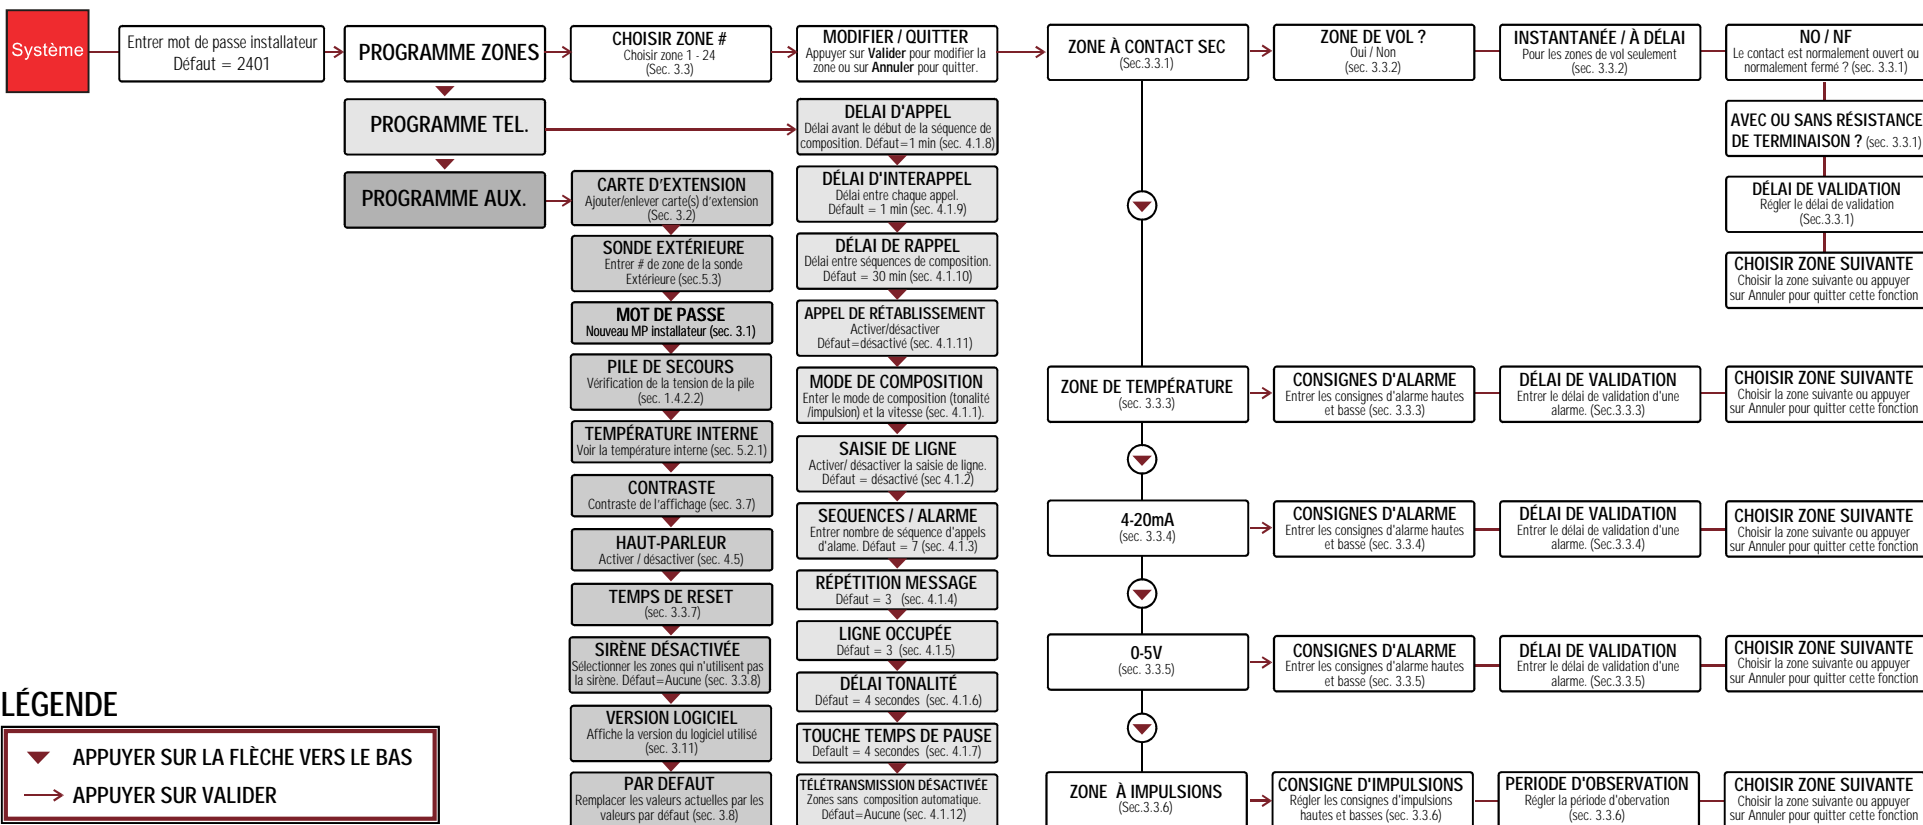 Système
Entrer mot de passe installateur
Défaut = 2401
PROGRAMME ZONES
CHOISIR ZONE #
Choisir zone 1 - 24
(Sec. 3.3)
MODIFIER / QUITTER
Appuyer sur Valider pour modifier la
zone ou sur Annuler pour quitter.
ZONE À CONTACT SEC
(Sec.3.3.1)
ZONE DE VOL ?
Oui / Non
(sec. 3.3.2)
INSTANTANÉE / À DÉLAI
Pour les zones de vol seulement
(sec. 3.3.2)
NO / NF
Le contact est normalement ouvert ou
normalement fermé ? (sec. 3.3.1)
AVEC OU SANS RÉSISTANCE
DE TERMINAISON ? (sec. 3.3.1)
DÉLAI DE VALIDATION
Régler le délai de validation
(Sec.3.3.1)
CHOISIR ZONE SUIVANTE
Choisir la zone suivante ou appuyer
sur Annuler pour quitter cette fonction
PROGRAMME TEL.
DELAI D'APPEL
Délai avant le début de la séquence de
composition. Défaut=1 min (sec. 4.1.8)
DÉLAI D'INTERAPPEL
Délai entre chaque appel.
Défault = 1 min (sec. 4.1.9)
DÉLAI DE RAPPEL
Délai entre séquences de composition.
Défaut = 30 min (sec. 4.1.10)
APPEL DE RÉTABLISSEMENT
Activer/désactiver
Défaut=désactivé (sec. 4.1.11)
MODE DE COMPOSITION
Enter le mode de composition (tonalité
/impulsion) et la vitesse (sec. 4.1.1).
SAISIE DE LIGNE
Activer/ désactiver la saisie de ligne.
Défaut = désactivé (sec 4.1.2)
SEQUENCES / ALARME
Entrer nombre de séquence d'appels
d'alame. Défaut = 7 (sec. 4.1.3)
RÉPÉTITION MESSAGE
Défaut = 3 (sec. 4.1.4)
LIGNE OCCUPÉE
Défaut = 3 (sec. 4.1.5)
DÉLAI TONALITÉ
Défaut = 4 secondes (sec. 4.1.6)
TOUCHE TEMPS DE PAUSE
Default = 4 secondes (sec. 4.1.7)
TÉLÉTRANSMISSION DÉSACTIVÉE
Zones sans composition automatique.
Défaut=Aucune (sec. 4.1.12)
PROGRAMME AUX.
CARTE D'EXTENSION
Ajouter/enlever carte(s) d'extension
(Sec. 3.2)
SONDE EXTÉRIEURE
Entrer # de zone de la sonde
Extérieure (sec.5.3)
MOT DE PASSE
Nouveau MP installateur (sec. 3.1)
PILE DE SECOURS
Vérification de la tension de la pile
(sec. 1.4.2.2)
TEMPÉRATURE INTERNE
Voir la température interne (sec. 5.2.1)
CONTRASTE
Contraste de l'affichage (sec. 3.7)
HAUT-PARLEUR
Activer / désactiver (sec. 4.5)
TEMPS DE RESET
(sec. 3.3.7)
SIRÈNE DÉSACTIVÉE
Sélectionner les zones qui n'utilisent pas
la sirène. Défaut=Aucune (sec. 3.3.8)
VERSION LOGICIEL
Affiche la version du logiciel utilisé
(sec. 3.11)
PAR DEFAUT
Remplacer les valeurs actuelles par les
valeurs par défaut (sec. 3.8)
ZONE DE TEMPÉRATURE
(sec. 3.3.3)
CONSIGNES D'ALARME
Entrer les consignes d'alarme hautes
et basse (sec. 3.3.3)
DÉLAI DE VALIDATION
Entrer le délai de validation d'une
alarme. (Sec.3.3.3)
CHOISIR ZONE SUIVANTE
Choisir la zone suivante ou appuyer
sur Annuler pour quitter cette fonction
4-20mA
(sec. 3.3.4)
CONSIGNES D'ALARME
Entrer les consignes d'alarme hautes
et basse (sec. 3.3.4)
DÉLAI DE VALIDATION
Entrer le délai de validation d'une
alarme. (Sec.3.3.4)
CHOISIR ZONE SUIVANTE
Choisir la zone suivante ou appuyer
sur Annuler pour quitter cette fonction
0-5V
(sec. 3.3.5)
CONSIGNES D'ALARME
Entrer les consignes d'alarme hautes
et basse (sec. 3.3.5)
DÉLAI DE VALIDATION
Entrer le délai de validation d'une
alarme. (Sec.3.3.5)
CHOISIR ZONE SUIVANTE
Choisir la zone suivante ou appuyer
sur Annuler pour quitter cette fonction
ZONE À IMPULSIONS
(Sec.3.3.6)
CONSIGNE D'IMPULSIONS
Régler les consignes d'impulsions
hautes et basses (sec. 3.3.6)
PERIODE D'OBSERVATION
Régler la période d'obervation
(sec. 3.3.6)
CHOISIR ZONE SUIVANTE
Choisir la zone suivante ou appuyer
sur Annuler pour quitter cette fonction
LÉGENDE
APPUYER SUR LA FLÈCHE VERS LE BAS
APPUYER SUR VALIDER